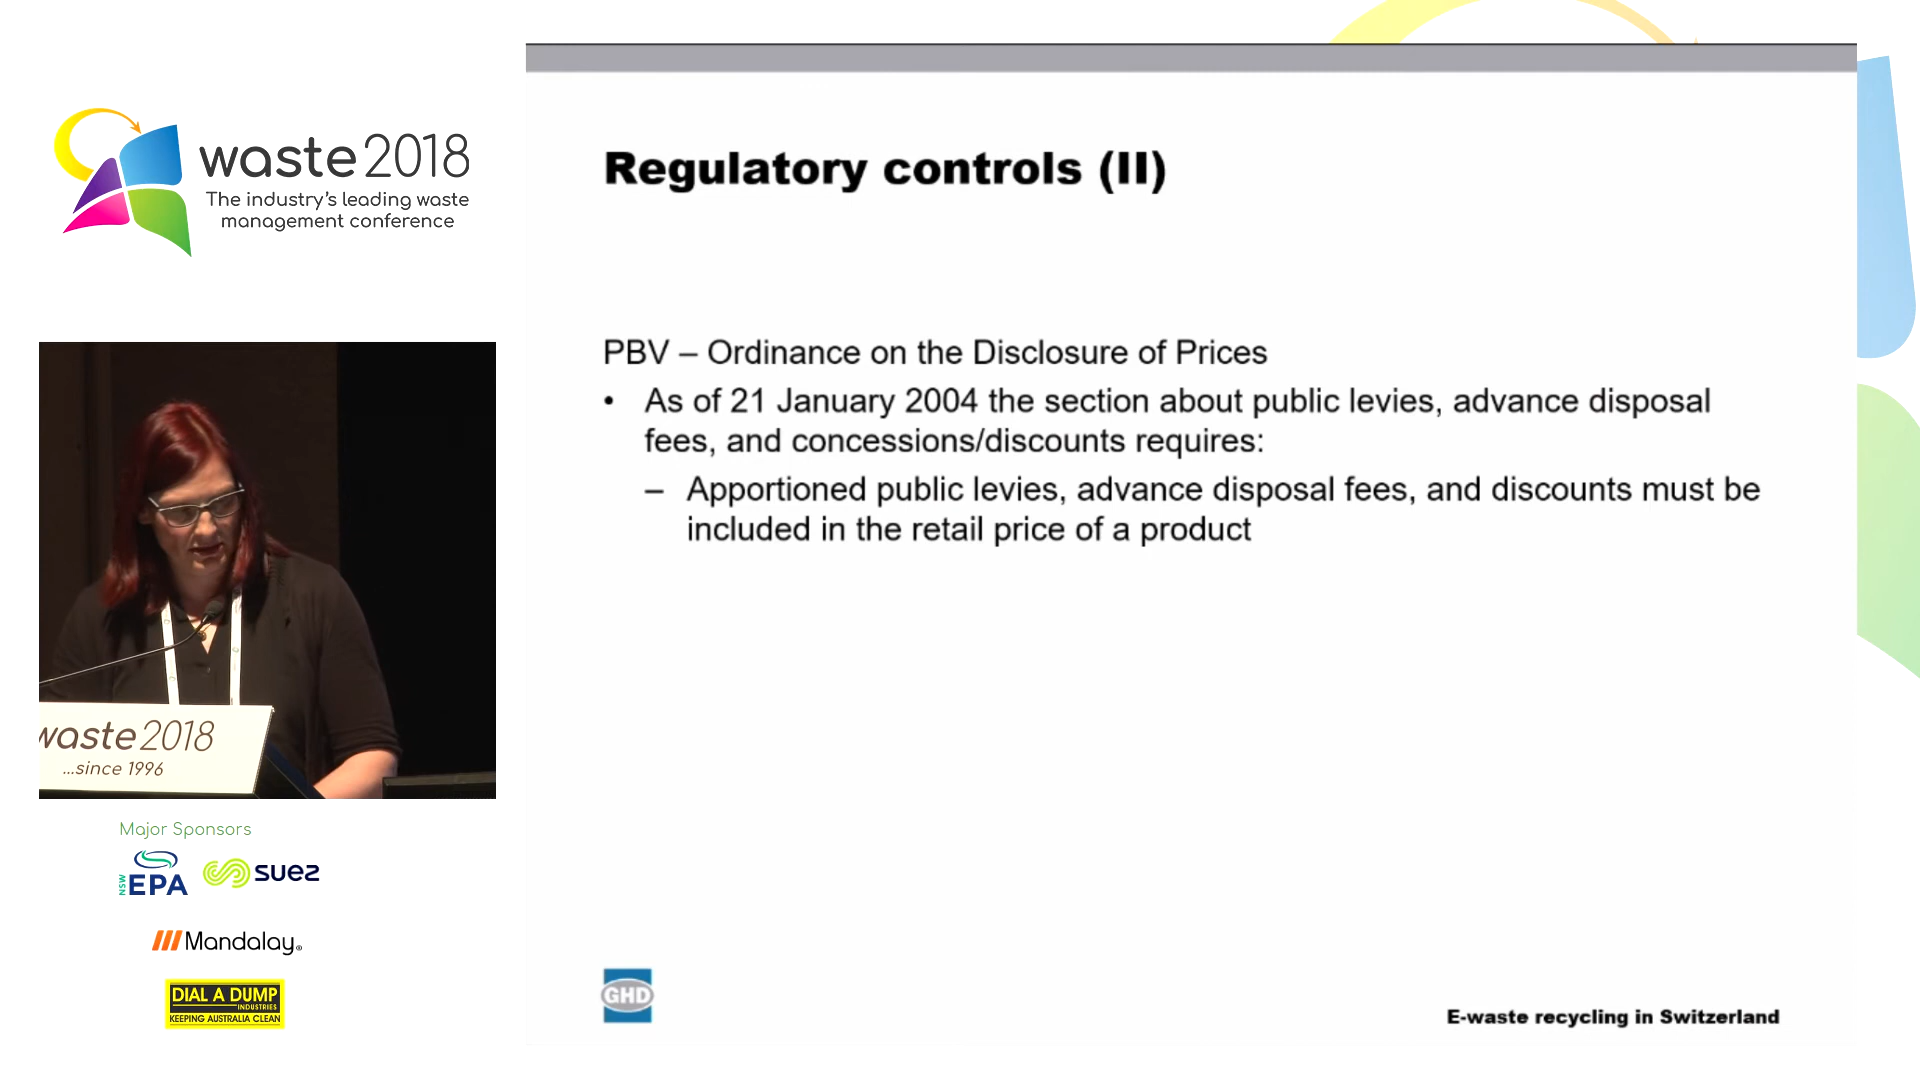 waste2018
The industry's leading waste
management conference
Regulatory controls (II)
PBV – Ordinance on the Disclosure of Prices
• As of 21 January 2004 the section about public levies, advance disposal
fees, and concessions/discounts requires:
– Apportioned public levies, advance disposal fees, and discounts must be
included in the retail price of a product
waste2018
...since 1996
Major Sponsors
NSW
EPA
suez
Mandalay®
DIAL A DUMP
INDUSTRIES
KEEPING AUSTRALIA CLEAN
GHD
E-waste recycling in Switzerland